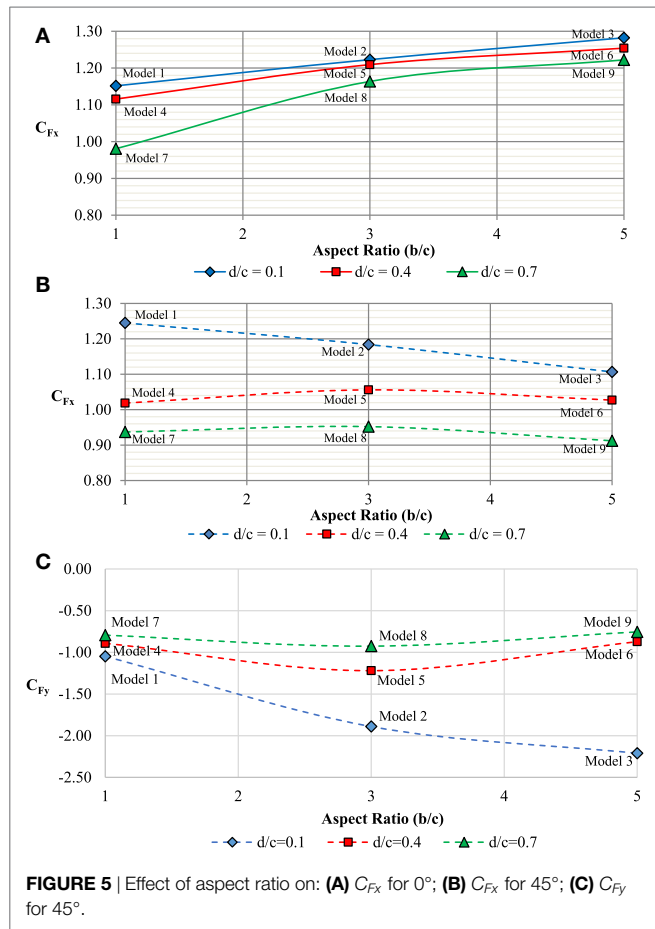 A
1.30
1.20
1.10
1.00
0.90
0.80
C_Fx
Model 1
Model 2
Model 3
Model 4
Model 5
Model 6
Model 7
Model 8
Model 9
1 2 3 4 5
Aspect Ratio (b/c)
d/c = 0.1 d/c = 0.4 d/c = 0.7
B
1.30
1.20
1.10
1.00
0.90
0.80
C_Fx
Model 1
Model 2
Model 3
Model 4
Model 5
Model 6
Model 7
Model 8
Model 9
1 2 3 4 5
Aspect Ratio (b/c)
d/c = 0.1 d/c = 0.4 d/c = 0.7
C
0.00
-0.50
-1.00
-1.50
-2.00
-2.50
C_Fy
Model 7
Model 8
Model 9
Model 4
Model 5
Model 6
Model 1
Model 2
Model 3
1 2 3 4 5
Aspect Ratio (b/c)
d/c=0.1 d/c=0.4 d/c=0.7
FIGURE 5 | Effect of aspect ratio on: (A) C_Fx for 0°; (B) C_Fx for 45°; (C) C_Fy
for 45°.